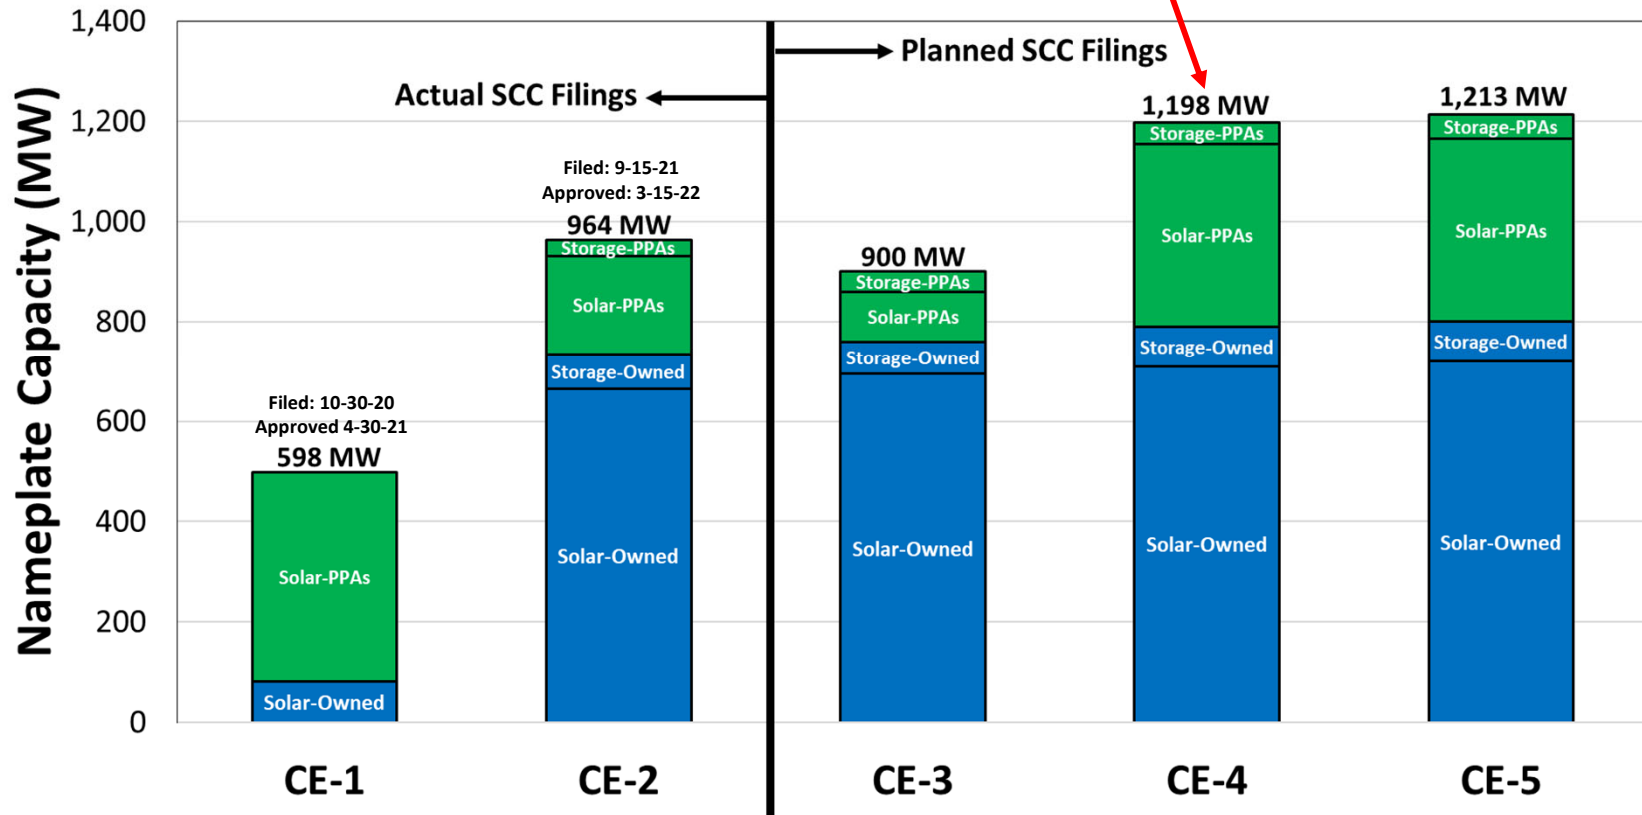 Nameplate Capacity (MW)
1,400
1,200
1,000
800
600
400
200
0
Actual SCC Filings
Planned SCC Filings
Filed: 10-30-20
Approved 4-30-21
598 MW
Solar-PPAs
Solar-Owned
Filed: 9-15-21
Approved: 3-15-22
964 MW
Storage-PPAs
Solar-PPAs
Storage-Owned
Solar-Owned
900 MW
Storage-PPAs
Solar-PPAs
Storage-Owned
Solar-Owned
1,198 MW
Storage-PPAs
Solar-PPAs
Storage-Owned
Solar-Owned
1,213 MW
Storage-PPAs
Solar-PPAs
Storage-Owned
Solar-Owned
CE-1
CE-2
CE-3
CE-4
CE-5